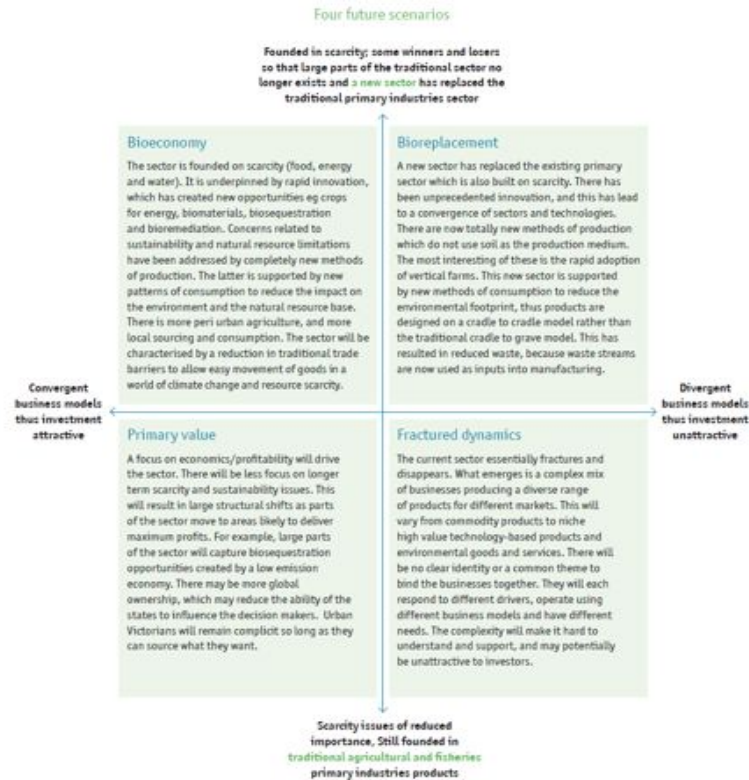 Four future scenarios
Founded in scarcity; some winners and losers
so that large parts of the traditional sector no
longer exists and a new sector has replaced the
traditional primary industries sector
Bioeconomy
The sector is founded on scarcity (food, energy
and water). It is underpinned by rapid innovation,
which has created new opportunities eg crops
for energy, biomaterials, biosequestration
and bioremediation. Concerns related to
sustainability and natural resource limitations
have been addressed by completely new methods
of production. The latter is supported by new
patterns of consumption to reduce the impact on
the environment and the natural resource base.
There is more peri urban agriculture, and more
local sourcing and consumption. The sector will be
characterised by a reduction in traditional trade
barriers to allow easy movement of goods in a
world of climate change and resource scarcity.
Bioreplacement
A new sector has replaced the existing primary
sector which is also built on scarcity. There has
been unprecedented innovation, and this has lead
to a convergence of sectors and technologies.
There are now totally new methods of production
which do not use soil as the production medium.
The most interesting of these is the rapid adoption
of vertical farms. This new sector is supported
by new methods of consumption to reduce the
environmental footprint, thus products are
designed on a cradle to cradle model rather than
the traditional cradle to grave model. This has
resulted in reduced waste, because waste streams
are now used as inputs into manufacturing.
Convergent
business models
thus investment
attractive
Divergent
business models
thus investment
unattractive
Primary value
A focus on economics/profitability will drive
the sector. There will be less focus on longer
term scarcity and sustainability issues. This
will result in large structural shifts as parts
of the sector move to areas likely to deliver
maximum profits. For example, large parts
of the sector will capture biosequestration
opportunities created by a low emission
economy. There may be more global
ownership, which may reduce the ability of the
states to influence the decision makers. Urban
Victorians will remain complicit so long as they
can source what they want.
Fractured dynamics
The current sector essentially fractures and
disappears. What emerges is a complex mix
of businesses producing a diverse range
of products for different markets. This will
vary from commodity products to niche
high value technology-based products and
environmental goods and services. There will
be no clear identity or a common theme to
bind the businesses together. They will each
respond to different drivers, operate using
different business models and have different
needs. The complexity will make it hard to
understand and support, and may potentially
be unattractive to investors.
Scarcity issues of reduced
importance, Still founded in
traditional agricultural and fisheries
primary industries products